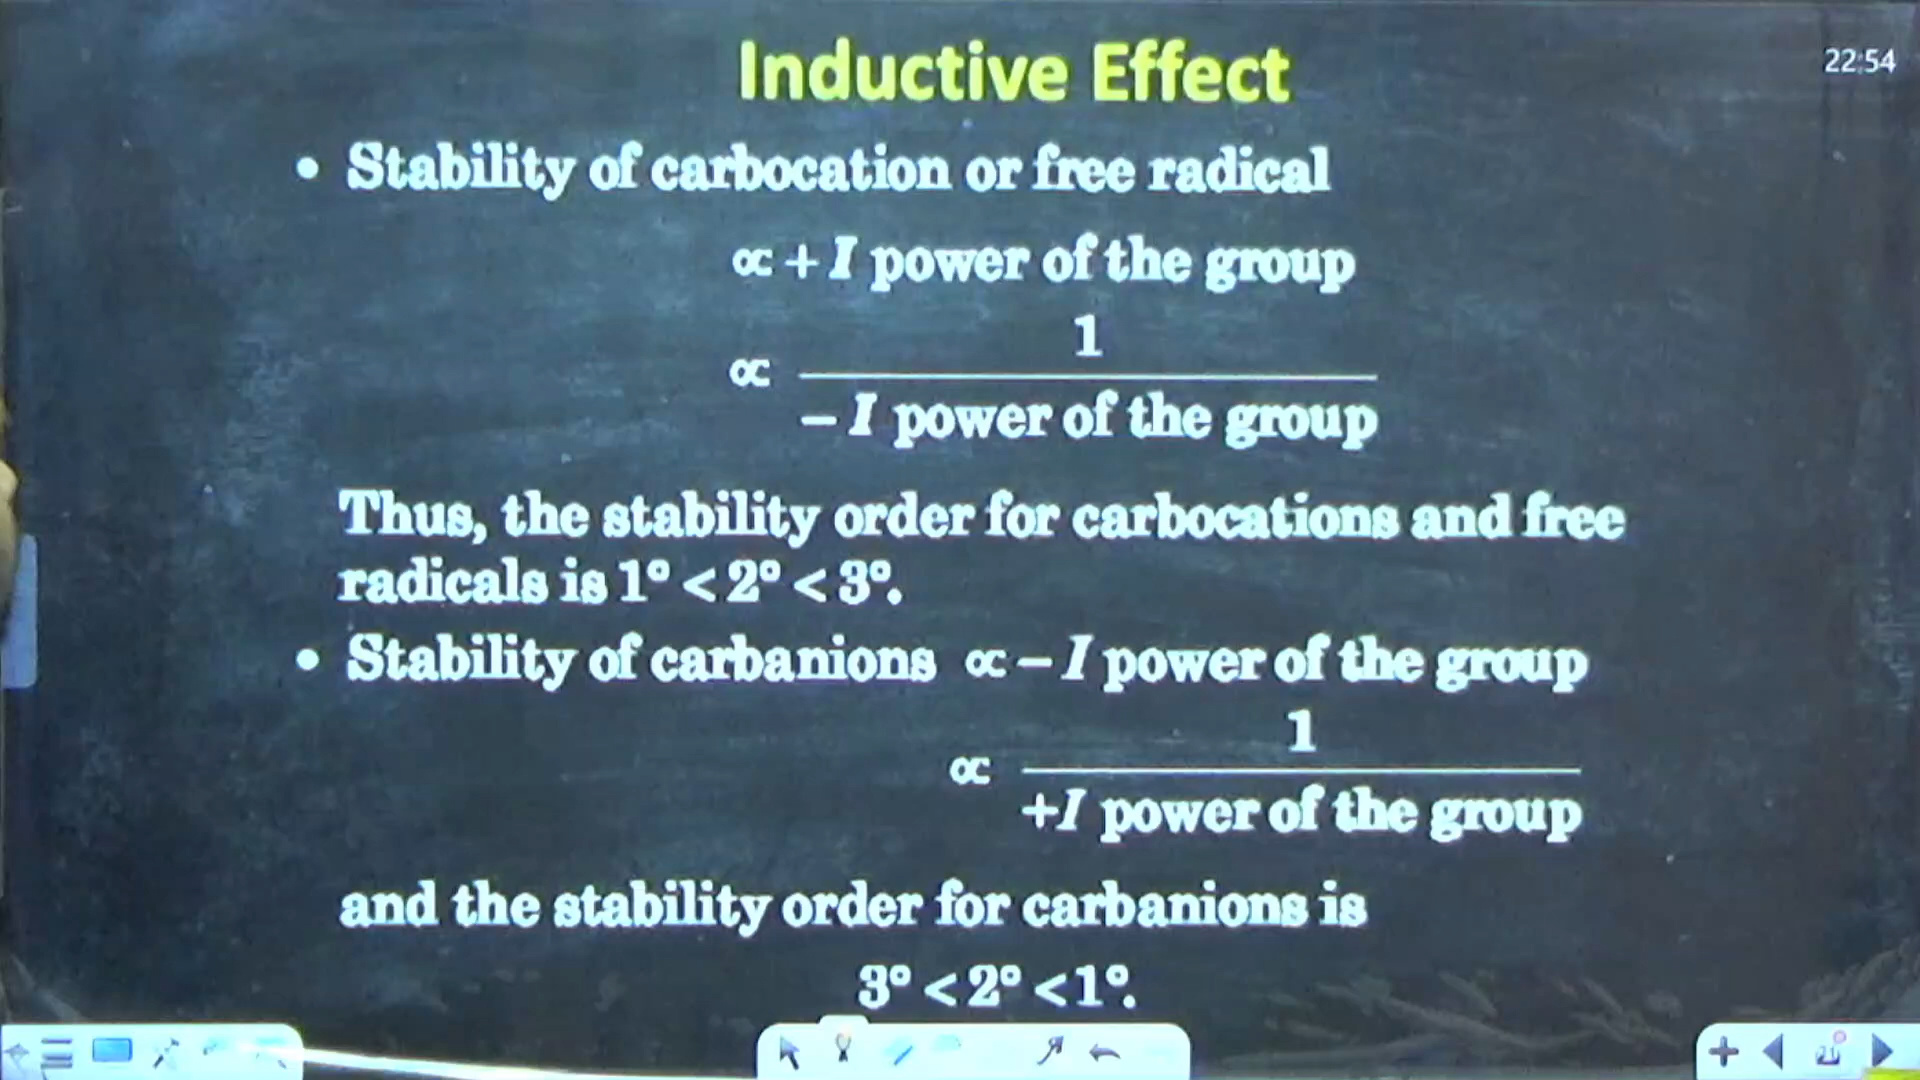 Inductive Effect
22:54
• Stability of carbocation or free radical
∝ + I power of the group
∝ 1
– I power of the group
Thus, the stability order for carbocations and free
radicals is 1° < 2° < 3°.
• Stability of carbanions ∝ – I power of the group
∝ 1
+I power of the group
and the stability order for carbanions is
3° < 2° < 1°.
21